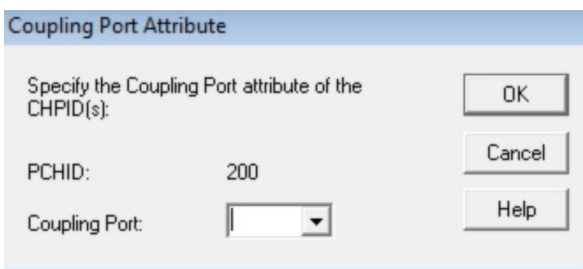 Coupling Port Attribute
Specify the Coupling Port attribute of the
CHPID(s):
OK
Cancel
PCHID: 200
Help
Coupling Port: